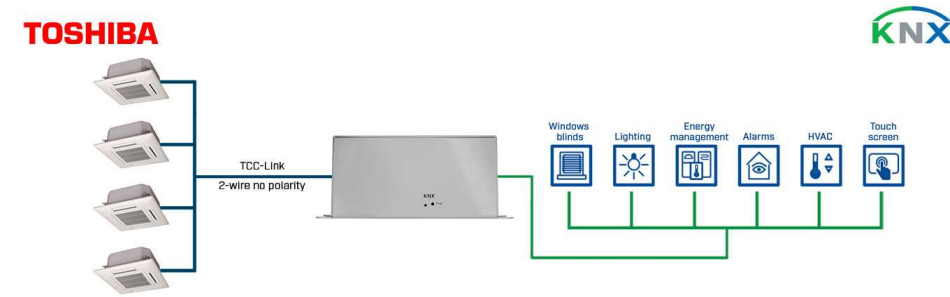 TOSHIBA
KNX
TCC-Link
2-wire no polarity
KNX
Windows
blinds
Lighting
Energy
management
Alarms
HVAC
Touch
screen